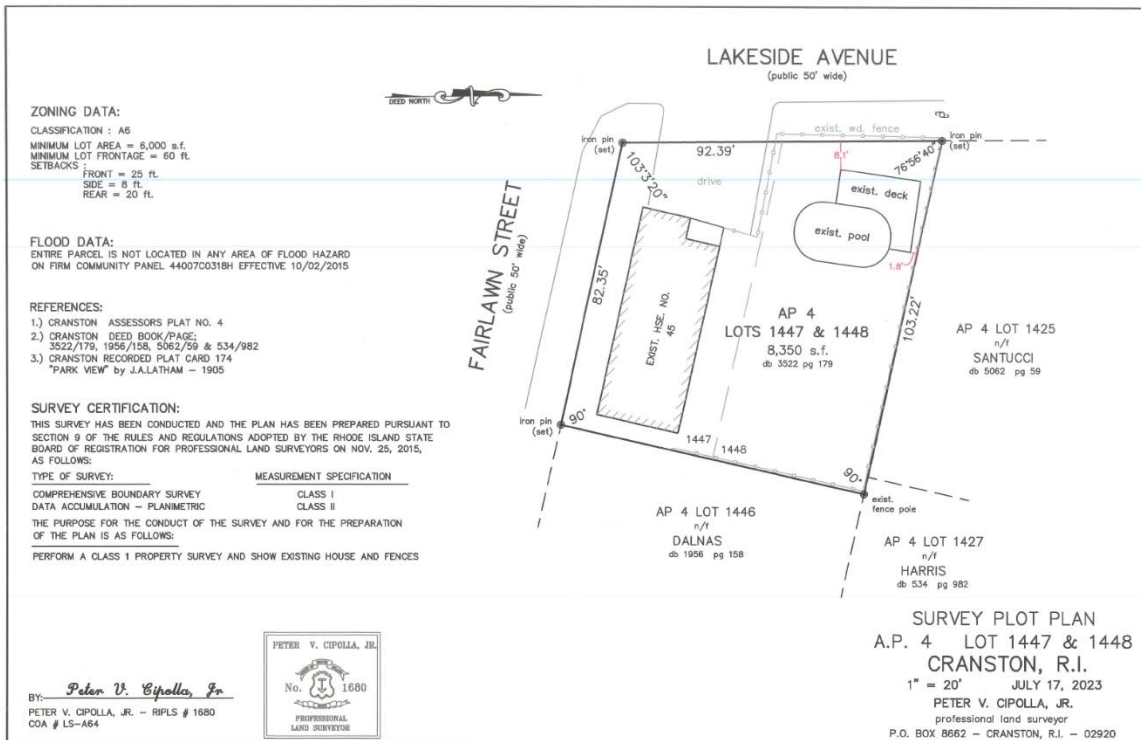 LAKESIDE AVENUE
(public 50' wide)
DEED NORTH
ZONING DATA:
CLASSIFICATION : A6
MINIMUM LOT AREA = 6,000 s.f.
MINIMUM LOT FRONTAGE = 60 ft.
SETBACKS :
FRONT = 25 ft.
SIDE = 8 ft.
REAR = 20 ft.
FLOOD DATA:
ENTIRE PARCEL IS NOT LOCATED IN ANY AREA OF FLOOD HAZARD
ON FIRM COMMUNITY PANEL 44007C0318H EFFECTIVE 10/02/2015
REFERENCES:
1.) CRANSTON ASSESSORS PLAT NO. 4
2.) CRANSTON DEED BOOK/PAGE;
3522/179, 1956/158, 5062/59 & 534/982
3.) CRANSTON RECORDED PLAT CARD 174
"PARK VIEW" by J.A.LATHAM – 1905
SURVEY CERTIFICATION:
THIS SURVEY HAS BEEN CONDUCTED AND THE PLAN HAS BEEN PREPARED PURSUANT TO
SECTION 9 OF THE RULES AND REGULATIONS ADOPTED BY THE RHODE ISLAND STATE
BOARD OF REGISTRATION FOR PROFESSIONAL LAND SURVEYORS ON NOV. 25, 2015,
AS FOLLOWS:
TYPE OF SURVEY: MEASUREMENT SPECIFICATION
COMPREHENSIVE BOUNDARY SURVEY CLASS I
DATA ACCUMULATION – PLANIMETRIC CLASS II
THE PURPOSE FOR THE CONDUCT OF THE SURVEY AND FOR THE PREPARATION
OF THE PLAN IS AS FOLLOWS:
PERFORM A CLASS 1 PROPERTY SURVEY AND SHOW EXISTING HOUSE AND FENCES
iron pin
(set)
92.39'
exist. wd. fence
iron pin
(set)
103°3'20"
drive
8.1'
76°56'40"
exist. deck
exist. pool
1.8'
FAIRLAWN STREET
(public 50' wide)
82.35'
EXIST. HSE. NO.
45
AP 4
LOTS 1447 & 1448
8,350 s.f.
db 3522 pg 179
103.22'
AP 4 LOT 1425
n/f
SANTUCCI
db 5062 pg 59
iron pin
(set)
90°
1447
1448
90°
exist.
fence pole
AP 4 LOT 1446
n/f
DALNAS
db 1956 pg 158
AP 4 LOT 1427
n/f
HARRIS
db 534 pg 982
BY: Peter V. Cipolla, Jr
PETER V. CIPOLLA, JR. – RIPLS # 1680
COA # LS–A64
PETER V. CIPOLLA, JR.
No. 1680
PROFESSIONAL
LAND SURVEYOR
SURVEY PLOT PLAN
A.P. 4 LOT 1447 & 1448
CRANSTON, R.I.
1" = 20' JULY 17, 2023
PETER V. CIPOLLA, JR.
professional land surveyor
P.O. BOX 8662 – CRANSTON, R.I. – 02920